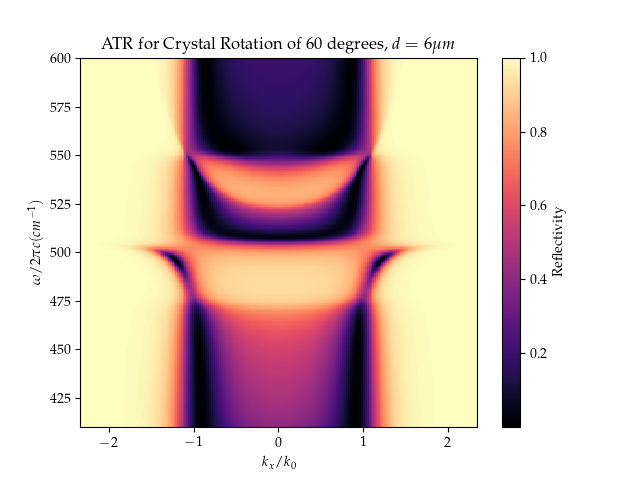 ATR for Crystal Rotation of 60 degrees, d = 6μm
600
575
550
525
500
475
450
425
ω/2πc(cm⁻¹)
−2 −1 0 1 2
kₓ/k₀
1.0
0.8
0.6
0.4
0.2
Reflectivity